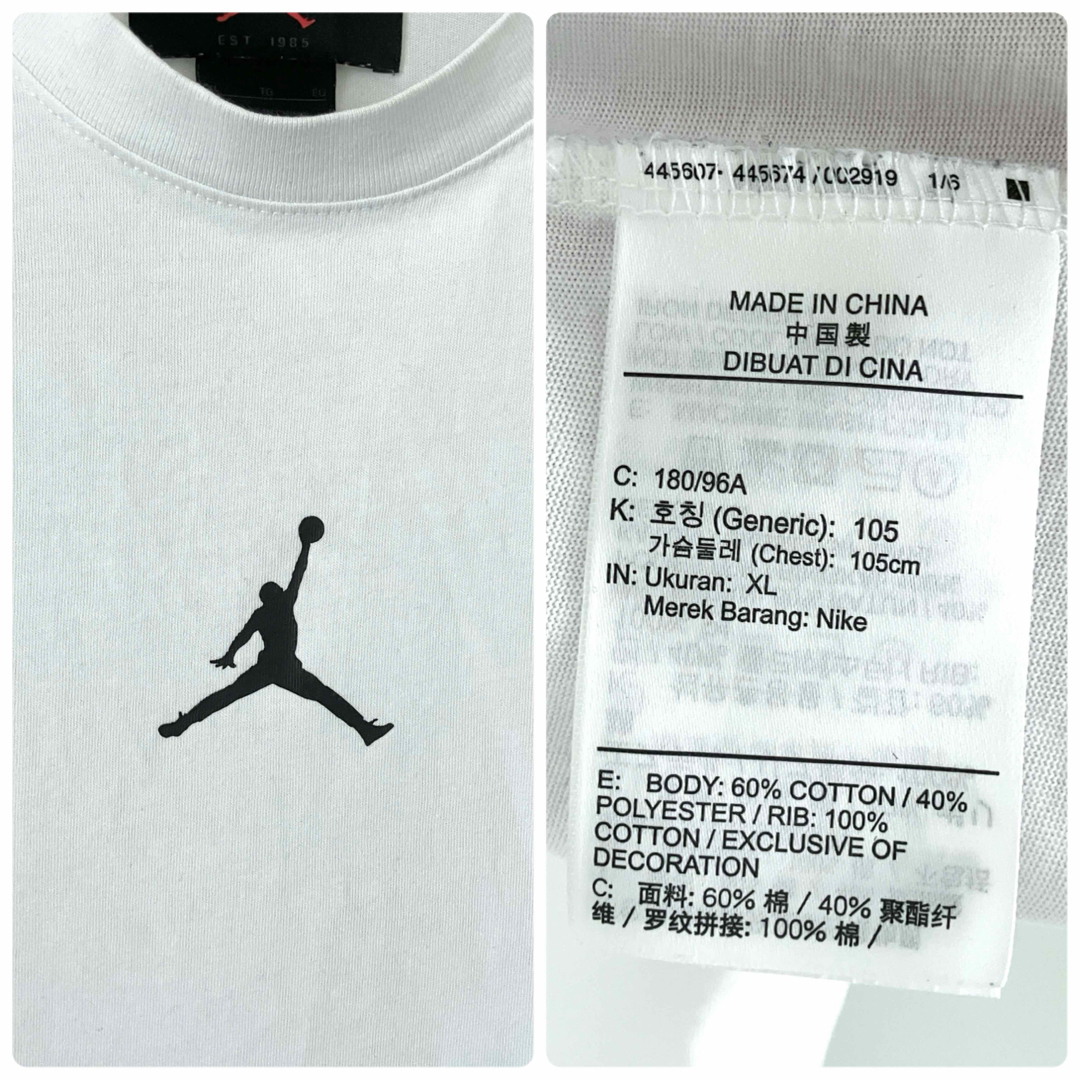 EST. 1985
445607- 445674 / 002919 1/6
MADE IN CHINA
中国製
DIBUAT DI CINA
C: 180/96A
K: 호칭 (Generic): 105
가슴둘레 (Chest): 105cm
IN: Ukuran: XL
Merek Barang: Nike
E: BODY: 60% COTTON / 40%
POLYESTER / RIB: 100%
COTTON / EXCLUSIVE OF
DECORATION
C: 面料: 60% 棉 / 40% 聚酯纤
维 / 罗纹拼接: 100% 棉 /